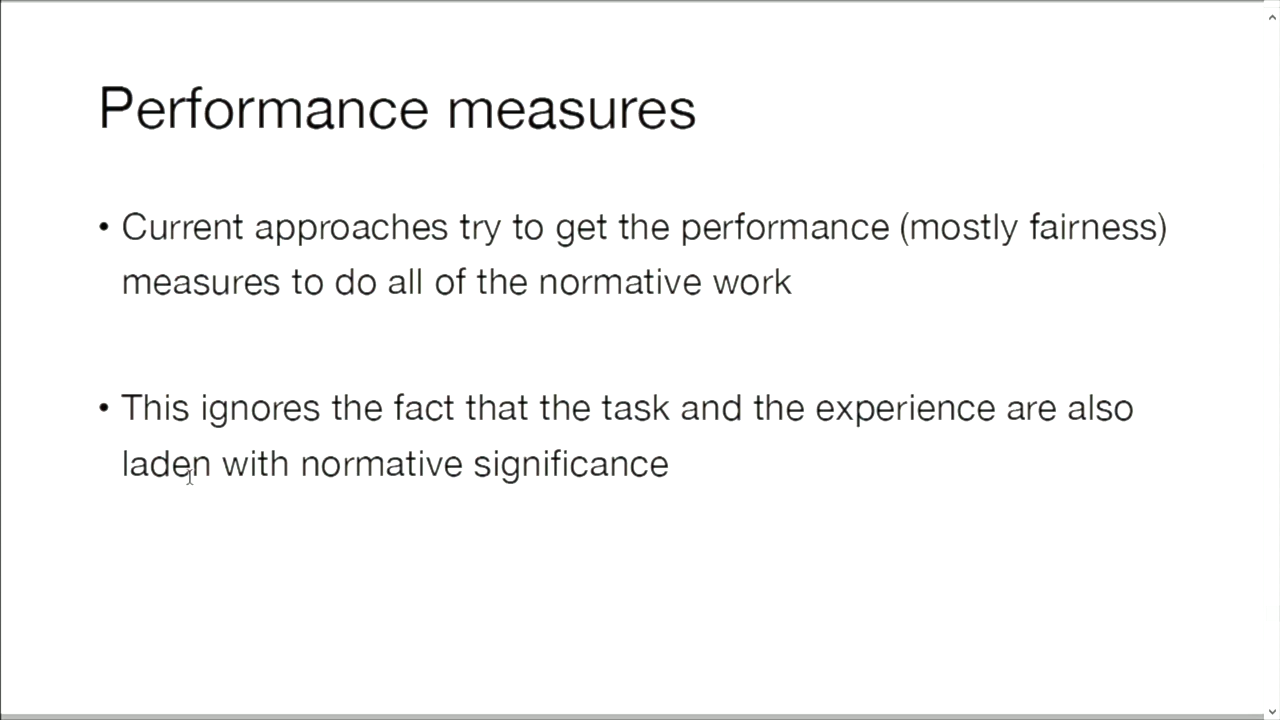 Performance measures
• Current approaches try to get the performance (mostly fairness)
measures to do all of the normative work
• This ignores the fact that the task and the experience are also
laden with normative significance